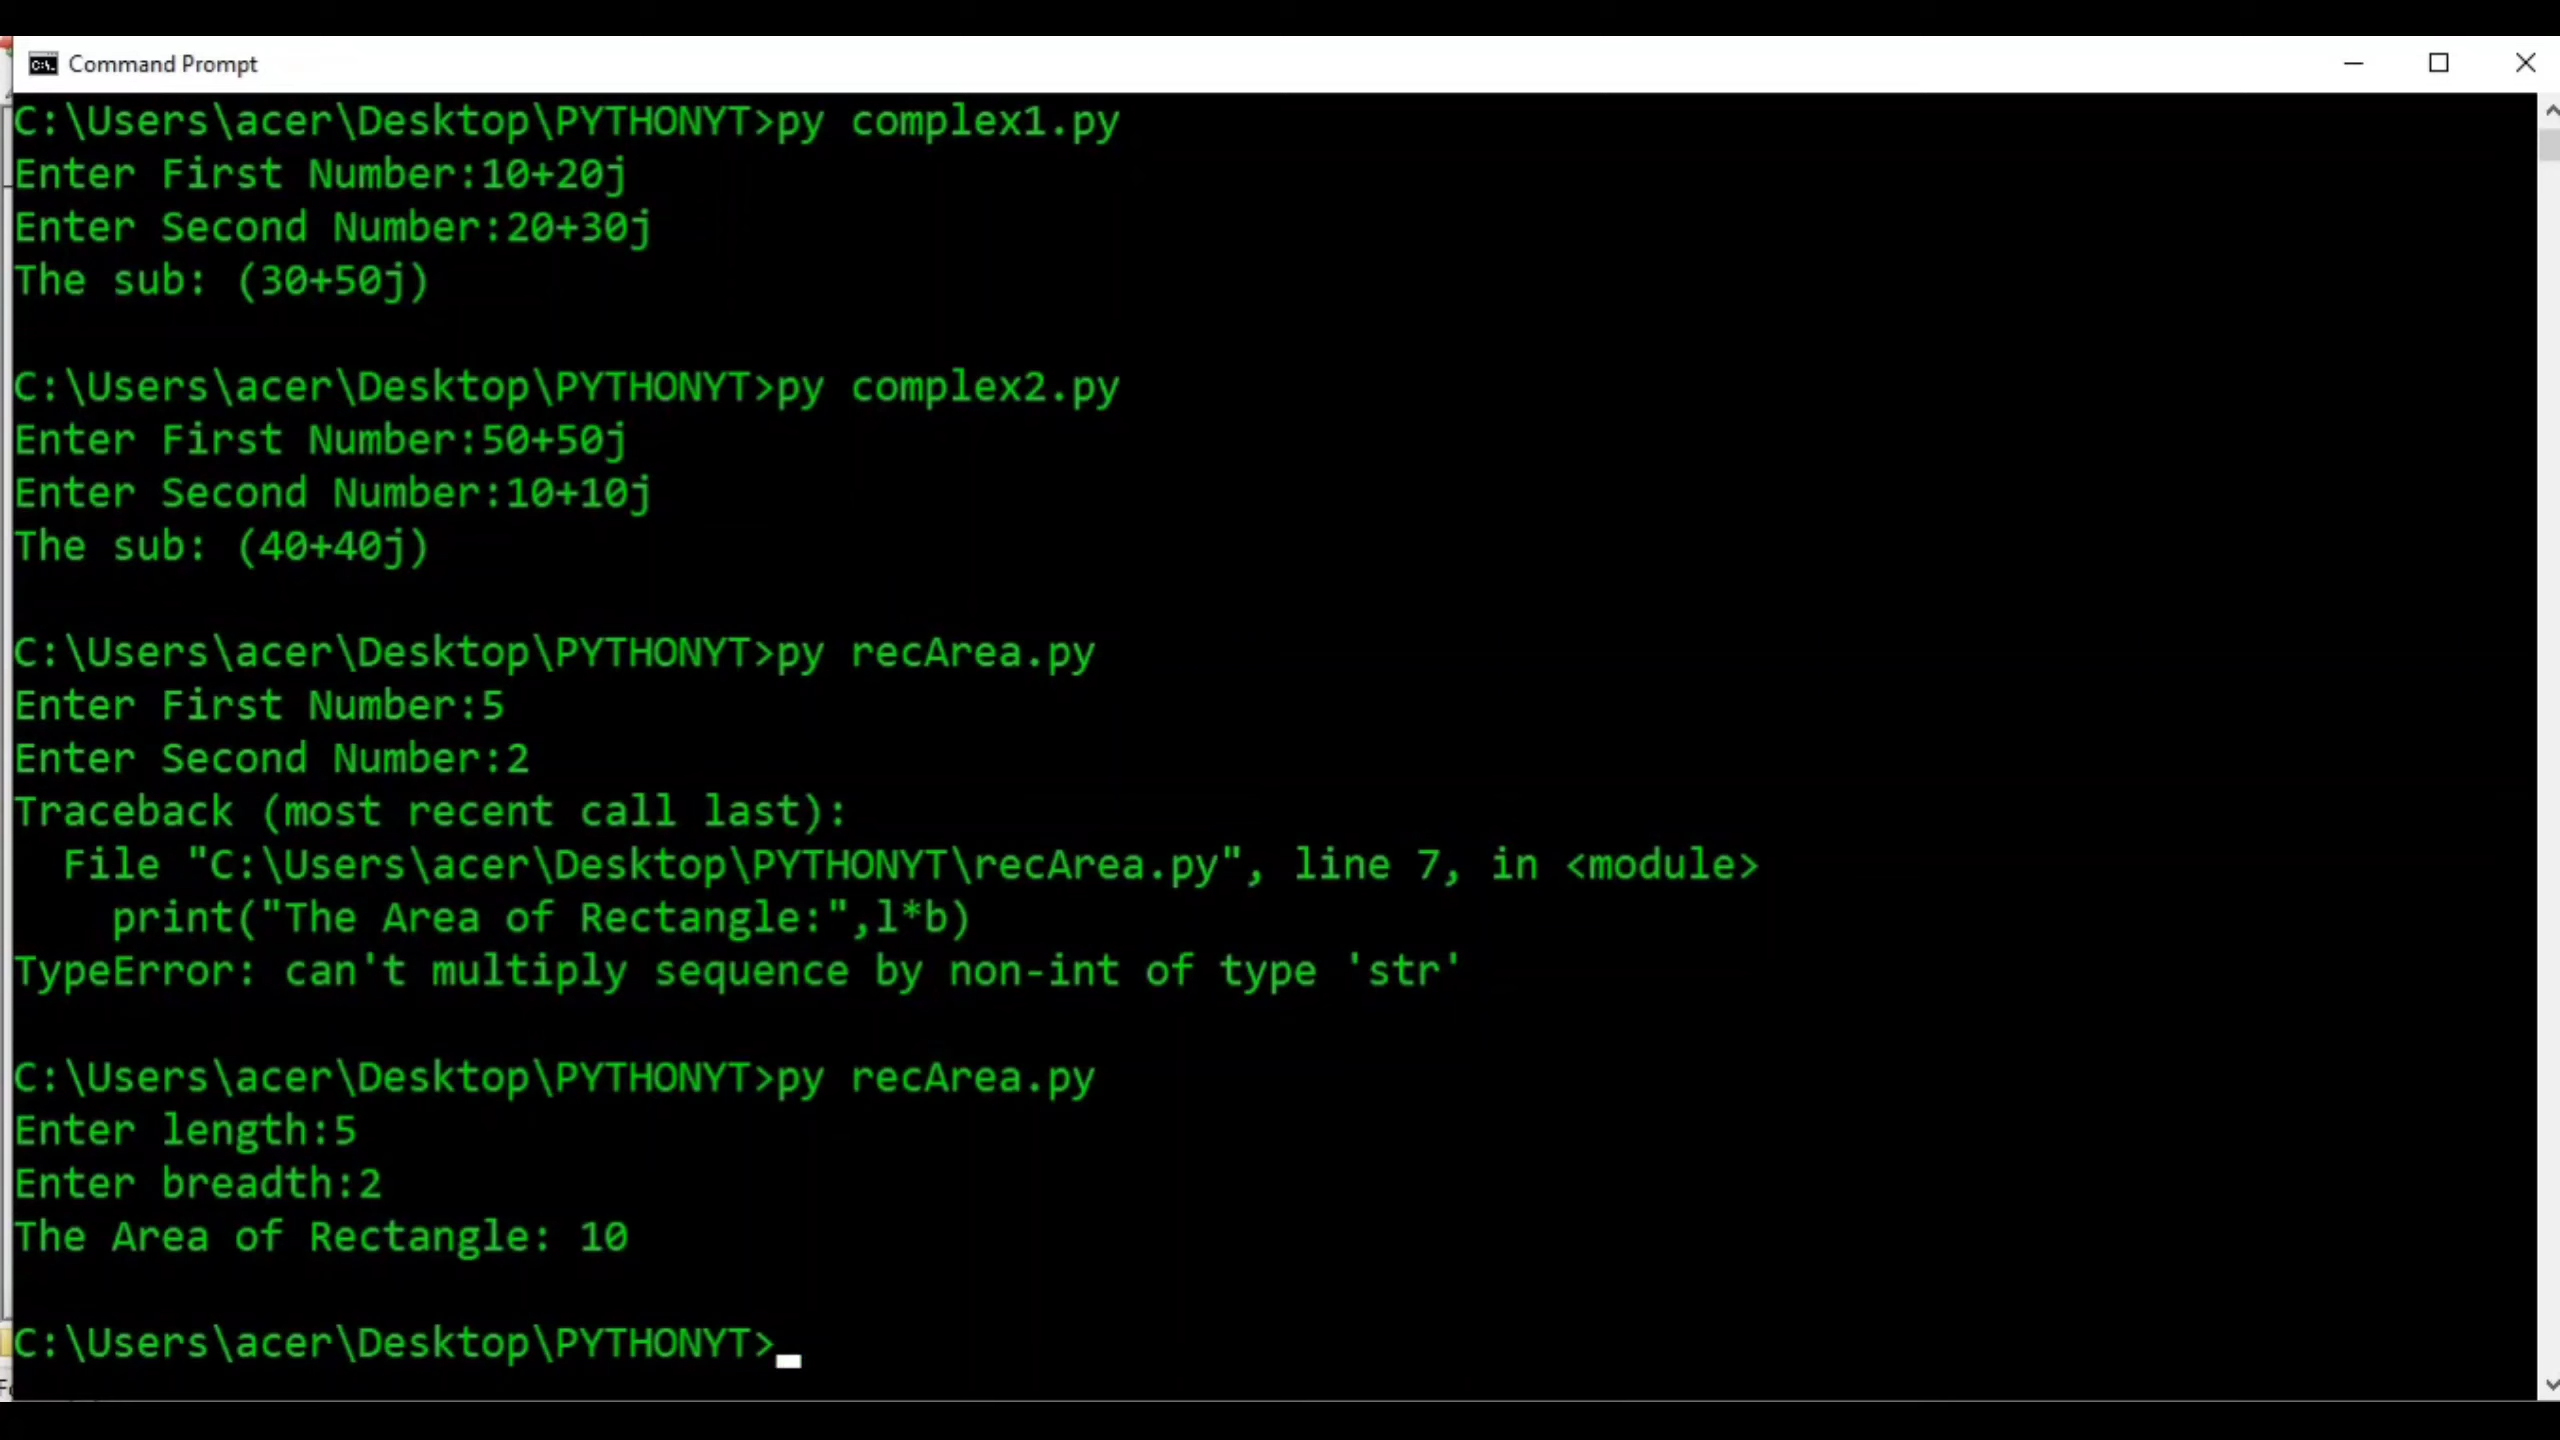 Command Prompt
C:\Users\acer\Desktop\PYTHONYT>py complex1.py
Enter First Number:10+20j
Enter Second Number:20+30j
The sub: (30+50j)
C:\Users\acer\Desktop\PYTHONYT>py complex2.py
Enter First Number:50+50j
Enter Second Number:10+10j
The sub: (40+40j)
C:\Users\acer\Desktop\PYTHONYT>py recArea.py
Enter First Number:5
Enter Second Number:2
Traceback (most recent call last):
  File "C:\Users\acer\Desktop\PYTHONYT\recArea.py", line 7, in <module>
    print("The Area of Rectangle:",l*b)
TypeError: can't multiply sequence by non-int of type 'str'
C:\Users\acer\Desktop\PYTHONYT>py recArea.py
Enter length:5
Enter breadth:2
The Area of Rectangle: 10
C:\Users\acer\Desktop\PYTHONYT>